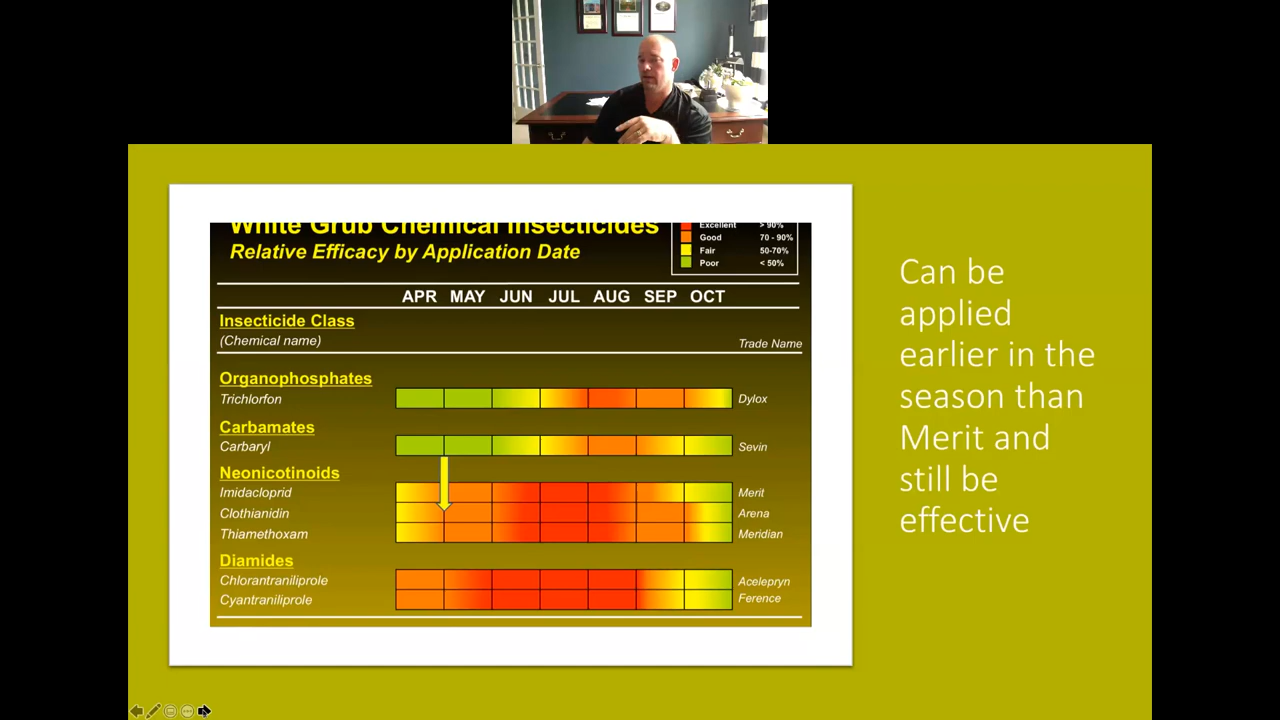 White Grub Chemical Insecticides
Relative Efficacy by Application Date
Excellent > 90%
Good 70 - 90%
Fair 50-70%
Poor < 50%
APR MAY JUN JUL AUG SEP OCT
Insecticide Class
(Chemical name)
Trade Name
Organophosphates
Trichlorfon Dylox
Carbamates
Carbaryl Sevin
Neonicotinoids
Imidacloprid Merit
Clothianidin Arena
Thiamethoxam Meridian
Diamides
Chlorantraniliprole Acelepryn
Cyantraniliprole Ference
Can be
applied
earlier in the
season than
Merit and
still be
effective